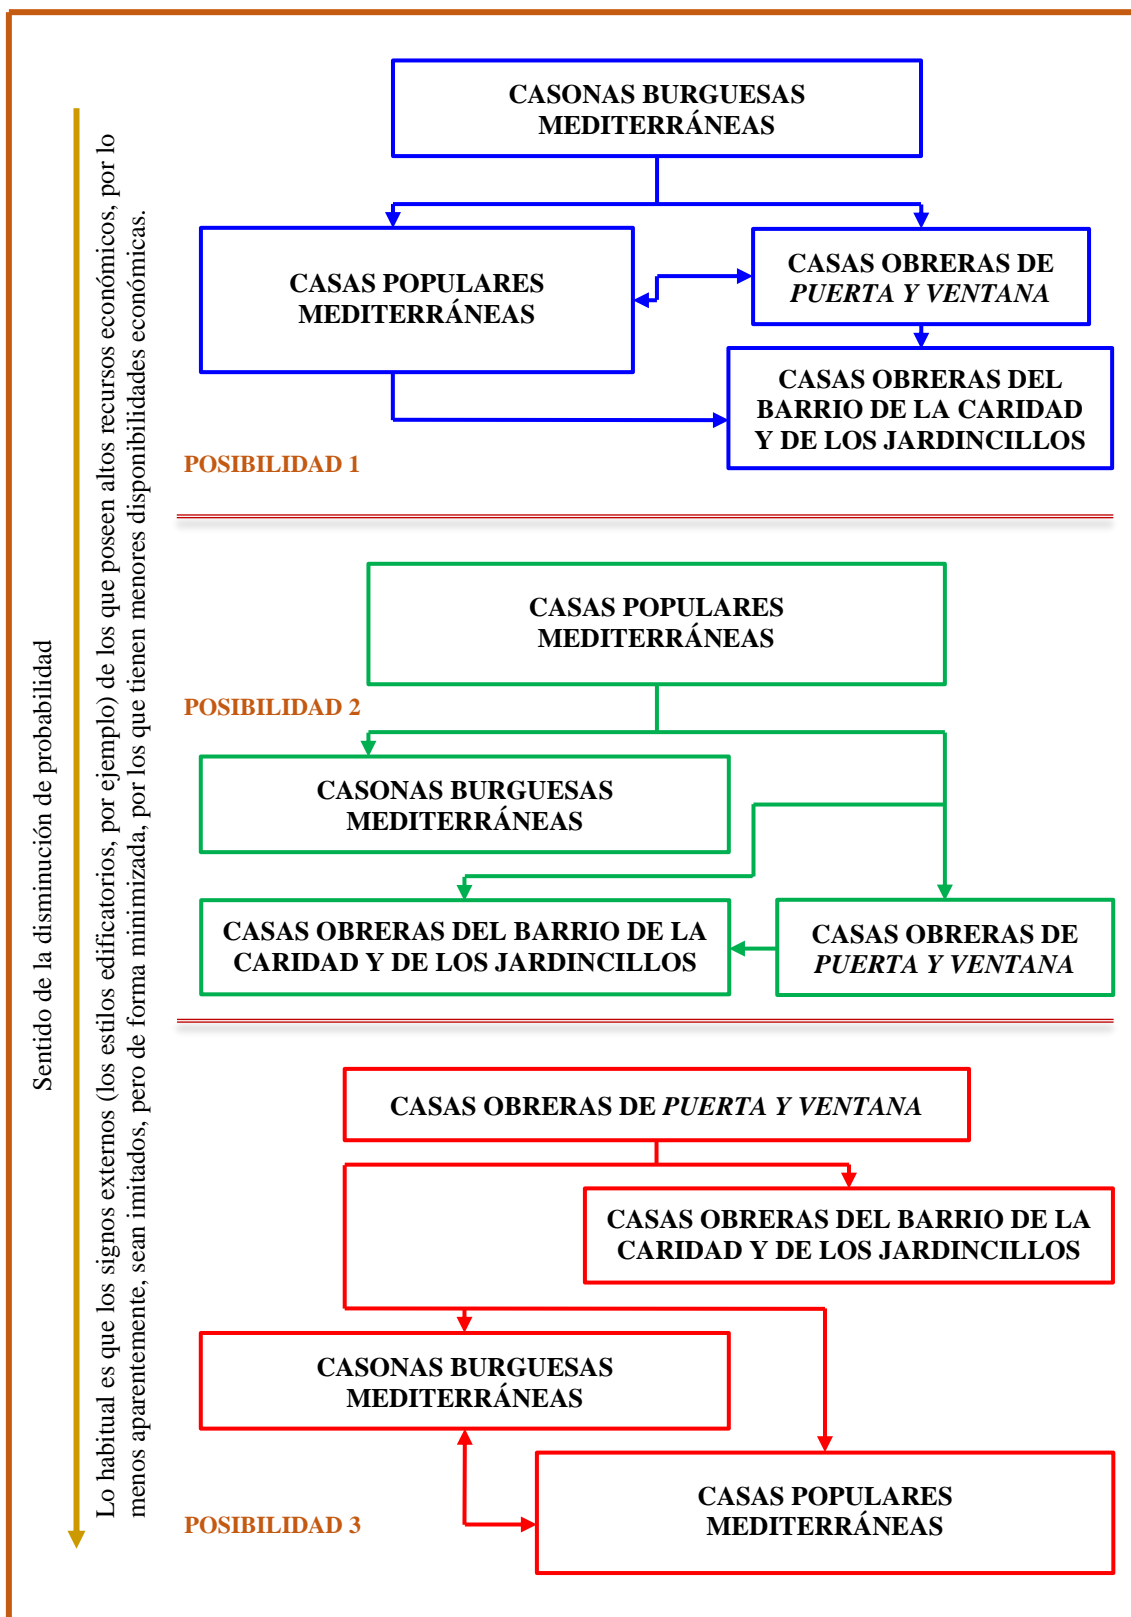 Sentido de la disminución de probabilidad
Lo habitual es que los signos externos (los estilos edificatorios, por ejemplo) de los que poseen altos recursos económicos, por lo
menos aparentemente, sean imitados, pero de forma minimizada, por los que tienen menores disponibilidades económicas.
CASONAS BURGUESAS
MEDITERRÁNEAS
CASAS POPULARES
MEDITERRÁNEAS
CASAS OBRERAS DE
PUERTA Y VENTANA
CASAS OBRERAS DEL
BARRIO DE LA CARIDAD
Y DE LOS JARDINCILLOS
POSIBILIDAD 1
CASAS POPULARES
MEDITERRÁNEAS
POSIBILIDAD 2
CASONAS BURGUESAS
MEDITERRÁNEAS
CASAS OBRERAS DEL BARRIO DE LA
CARIDAD Y DE LOS JARDINCILLOS
CASAS OBRERAS DE
PUERTA Y VENTANA
CASAS OBRERAS DE PUERTA Y VENTANA
CASAS OBRERAS DEL BARRIO DE LA
CARIDAD Y DE LOS JARDINCILLOS
CASONAS BURGUESAS
MEDITERRÁNEAS
CASAS POPULARES
MEDITERRÁNEAS
POSIBILIDAD 3